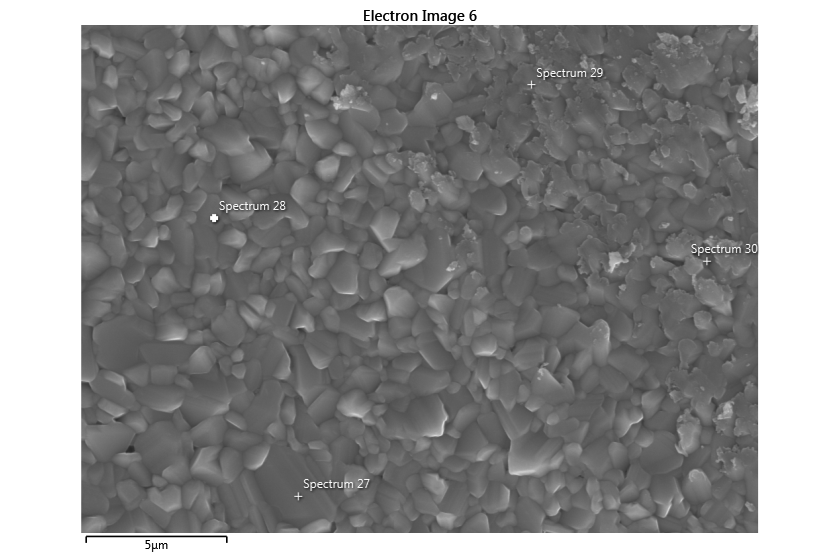 Electron Image 6
Spectrum 29
Spectrum 28
Spectrum 30
Spectrum 27
5µm